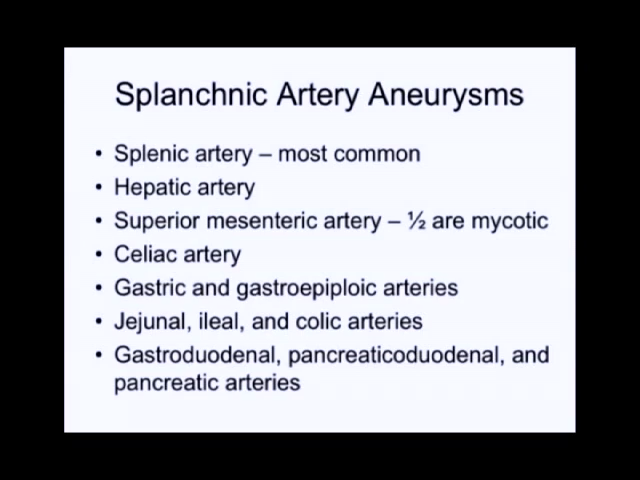 Splanchnic Artery Aneurysms
• Splenic artery – most common
• Hepatic artery
• Superior mesenteric artery – ½ are mycotic
• Celiac artery
• Gastric and gastroepiploic arteries
• Jejunal, ileal, and colic arteries
• Gastroduodenal, pancreaticoduodenal, and
pancreatic arteries